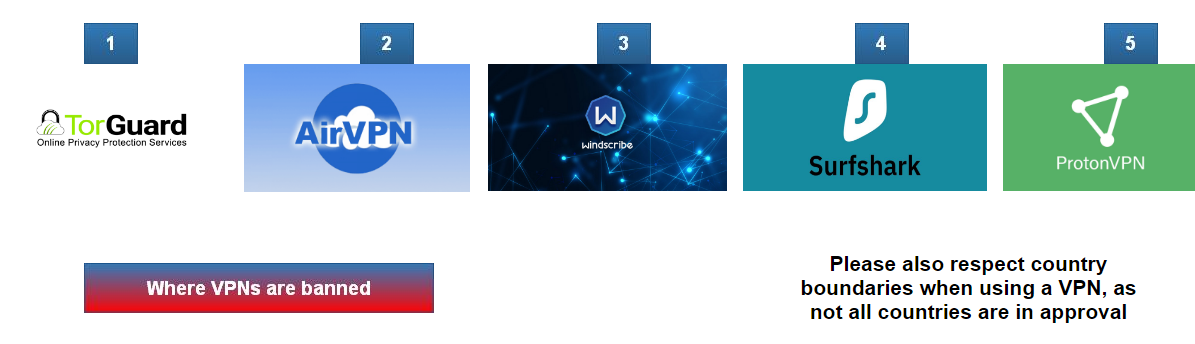 1
2
3
4
5
TorGuard
Online Privacy Protection Services
AirVPN
W
windscribe
S
Surfshark
ProtonVPN
Where VPNs are banned
Please also respect country
boundaries when using a VPN, as
not all countries are in approval